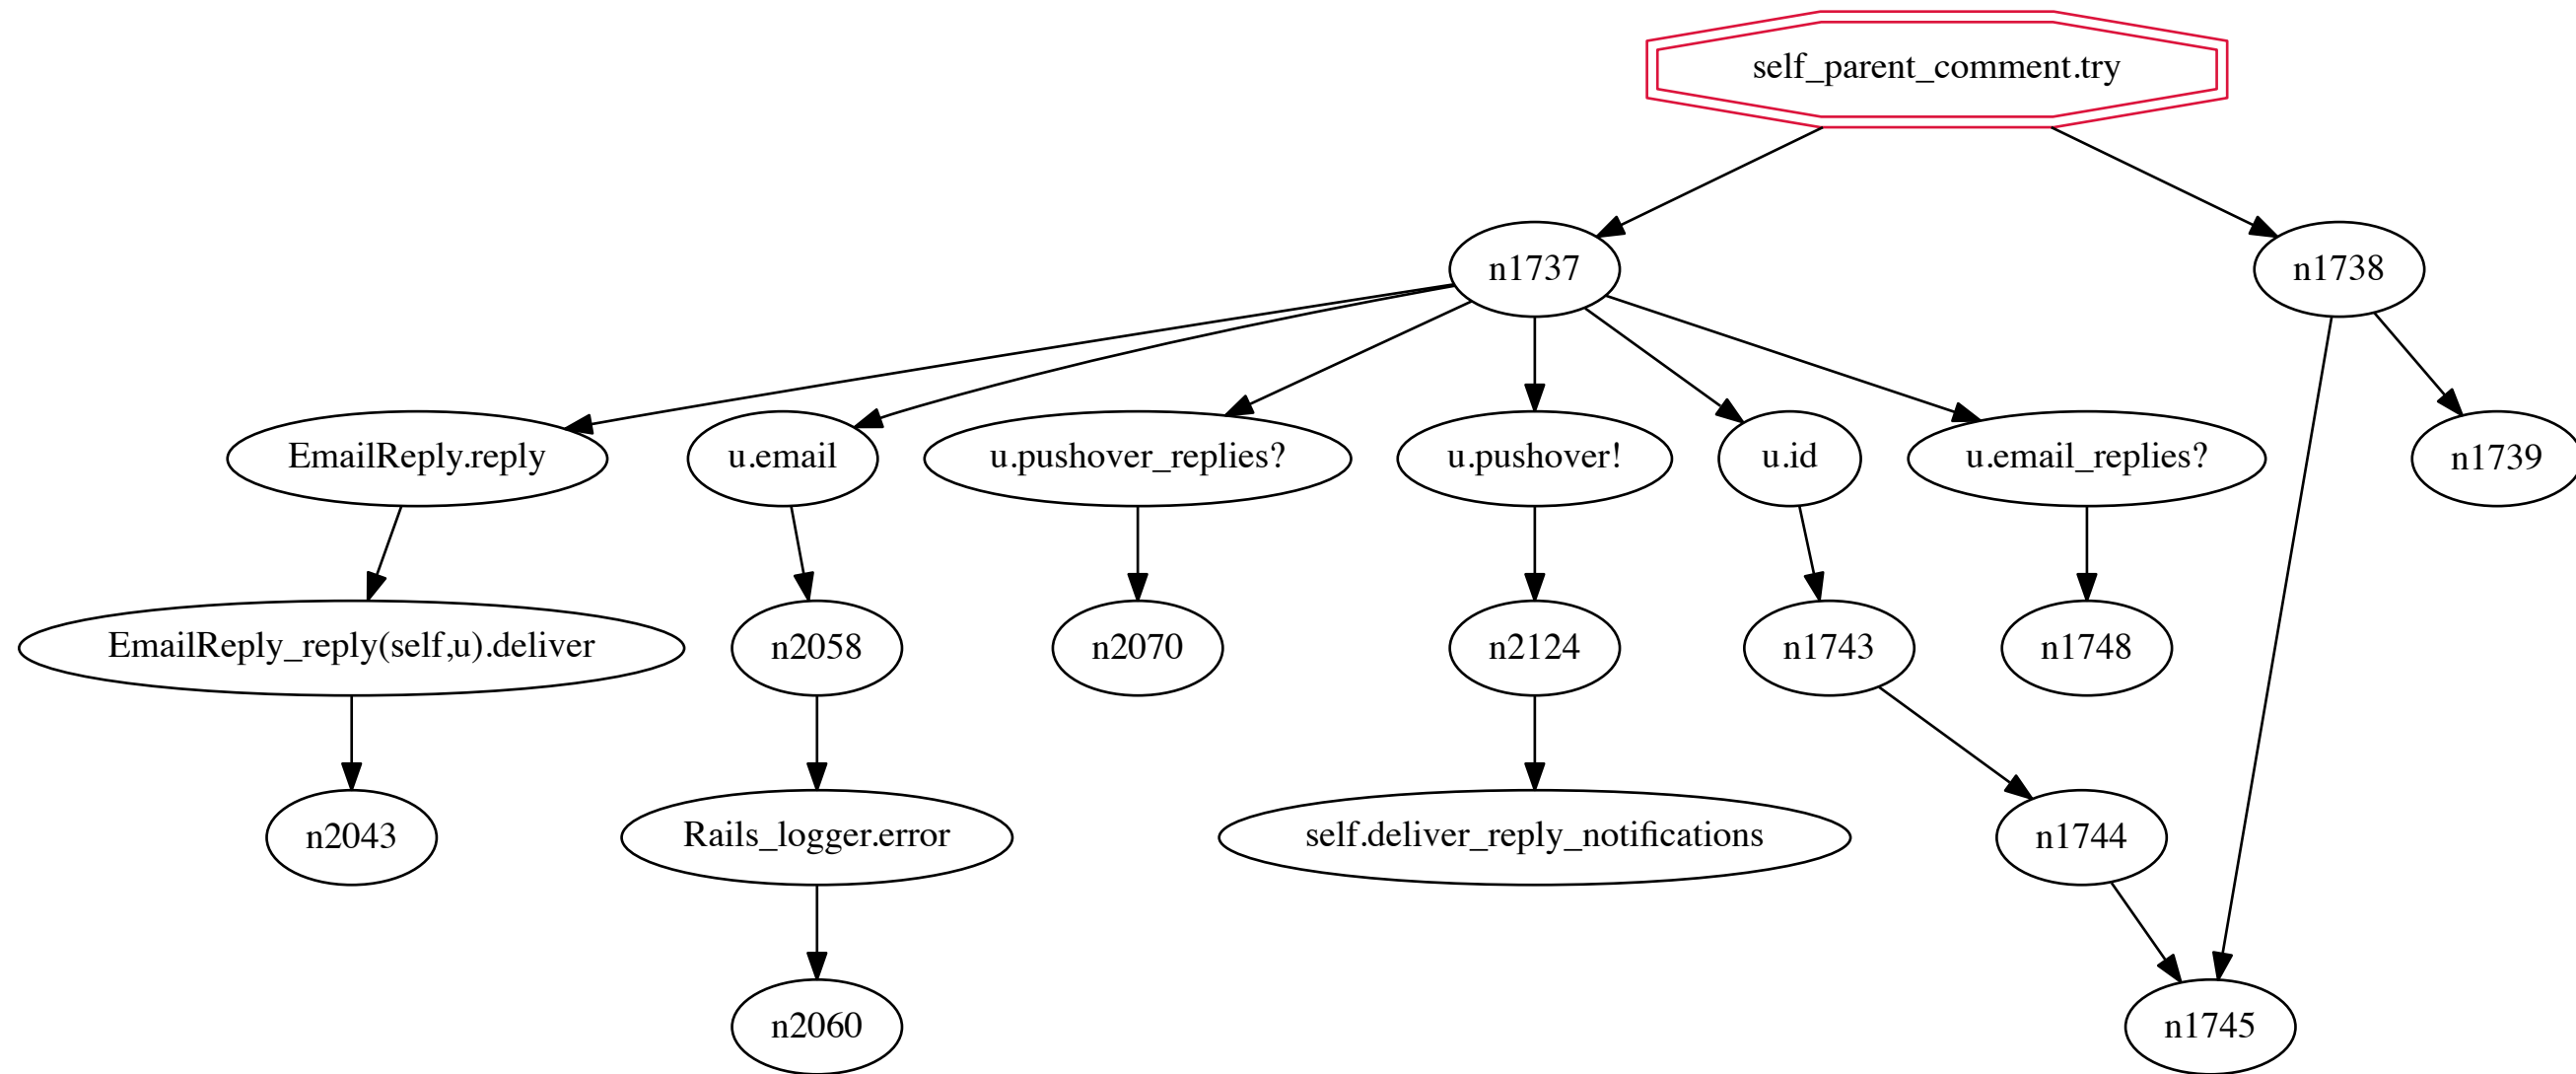 self_parent_comment.try
n1737
n1738
EmailReply.reply
u.email
u.pushover_replies?
u.pushover!
u.id
u.email_replies?
n1739
EmailReply_reply(self,u).deliver
n2058
n2070
n2124
n1743
n1748
n2043
Rails_logger.error
self.deliver_reply_notifications
n1744
n2060
n1745